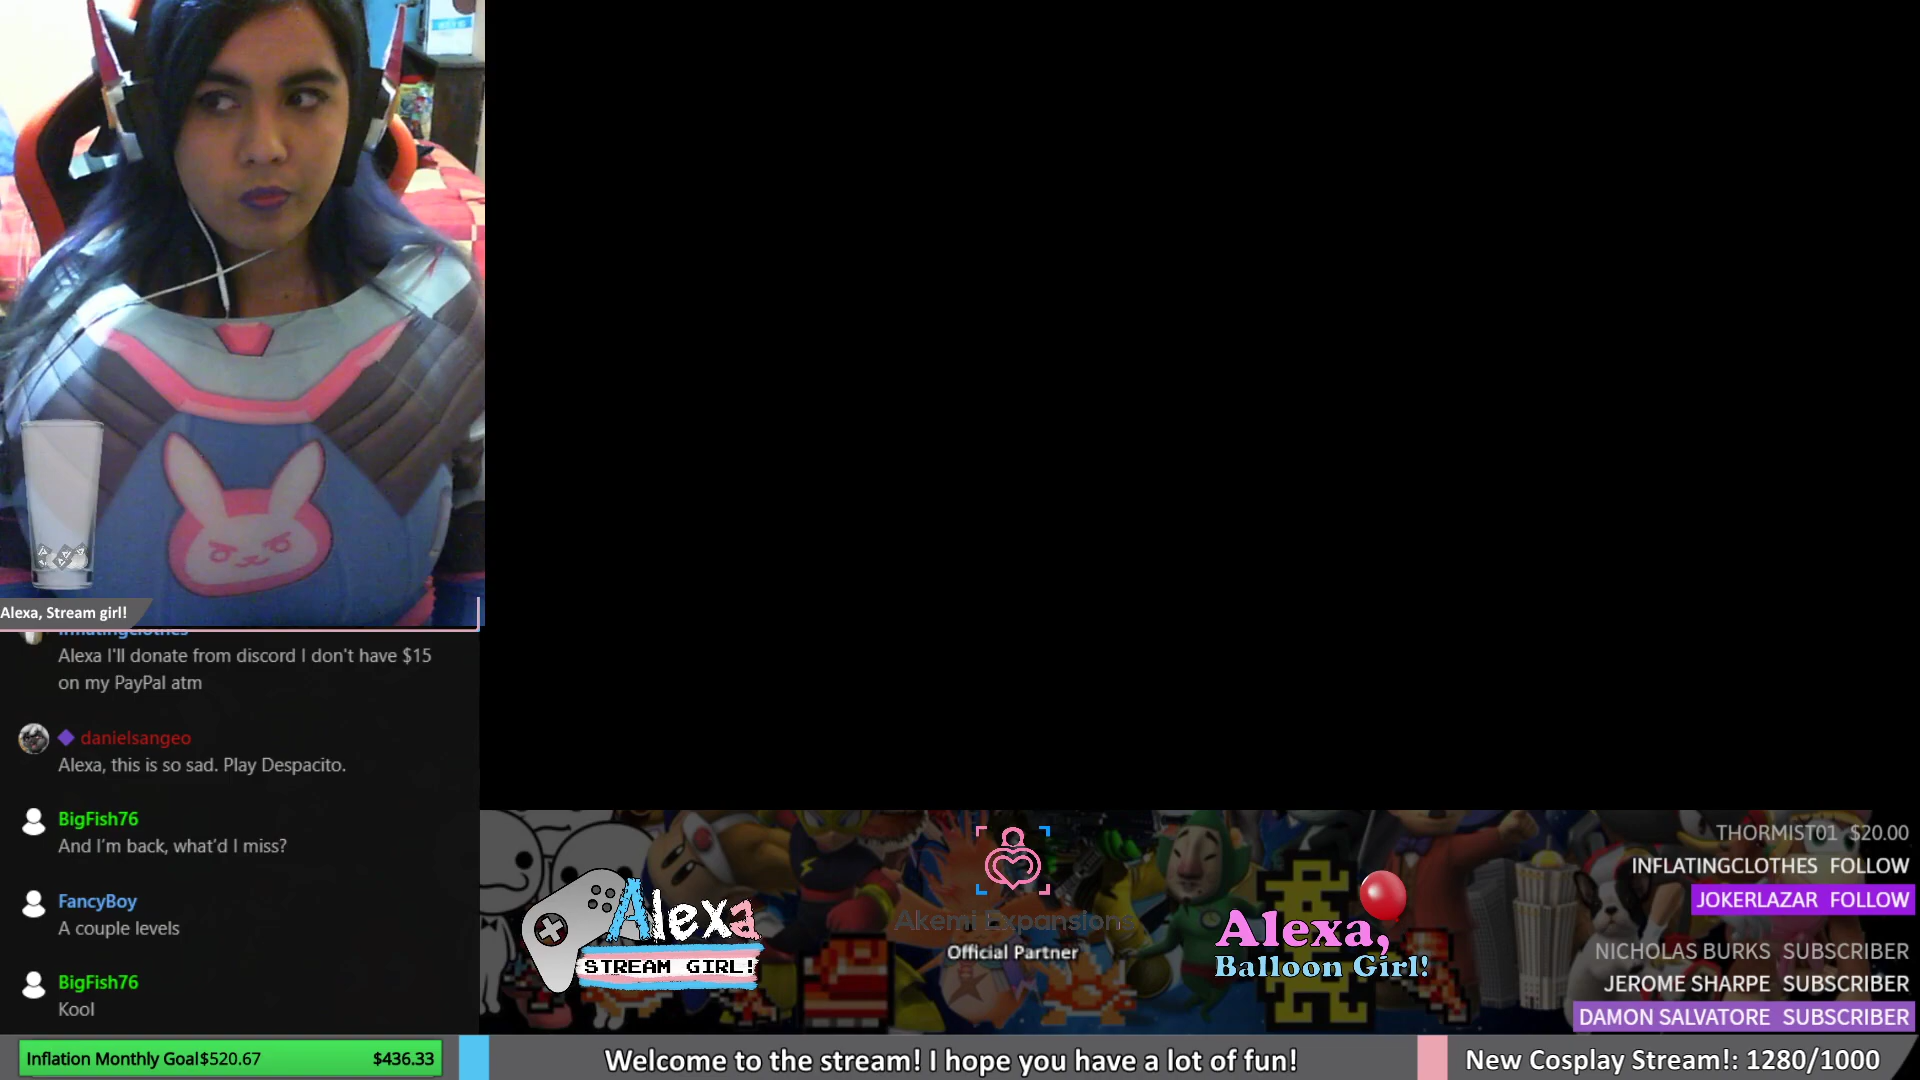 Alexa, Stream girl!
inflatingclothes
Alexa I'll donate from discord I don't have $15
on my PayPal atm
danielsangeo
Alexa, this is so sad. Play Despacito.
BigFish76
And I'm back, what'd I miss?
FancyBoy
A couple levels
BigFish76
Kool
Inflation Monthly Goal $520.67 $436.33
Alexa
STREAM GIRL!
Akemi Expansions
Official Partner
Alexa,
Balloon Girl!
THORMIST01 $20.00
INFLATINGCLOTHES FOLLOW
JOKERLAZAR FOLLOW
NICHOLAS BURKS SUBSCRIBER
JEROME SHARPE SUBSCRIBER
DAMON SALVATORE SUBSCRIBER
Welcome to the stream! I hope you have a lot of fun!
New Cosplay Stream!: 1280/1000